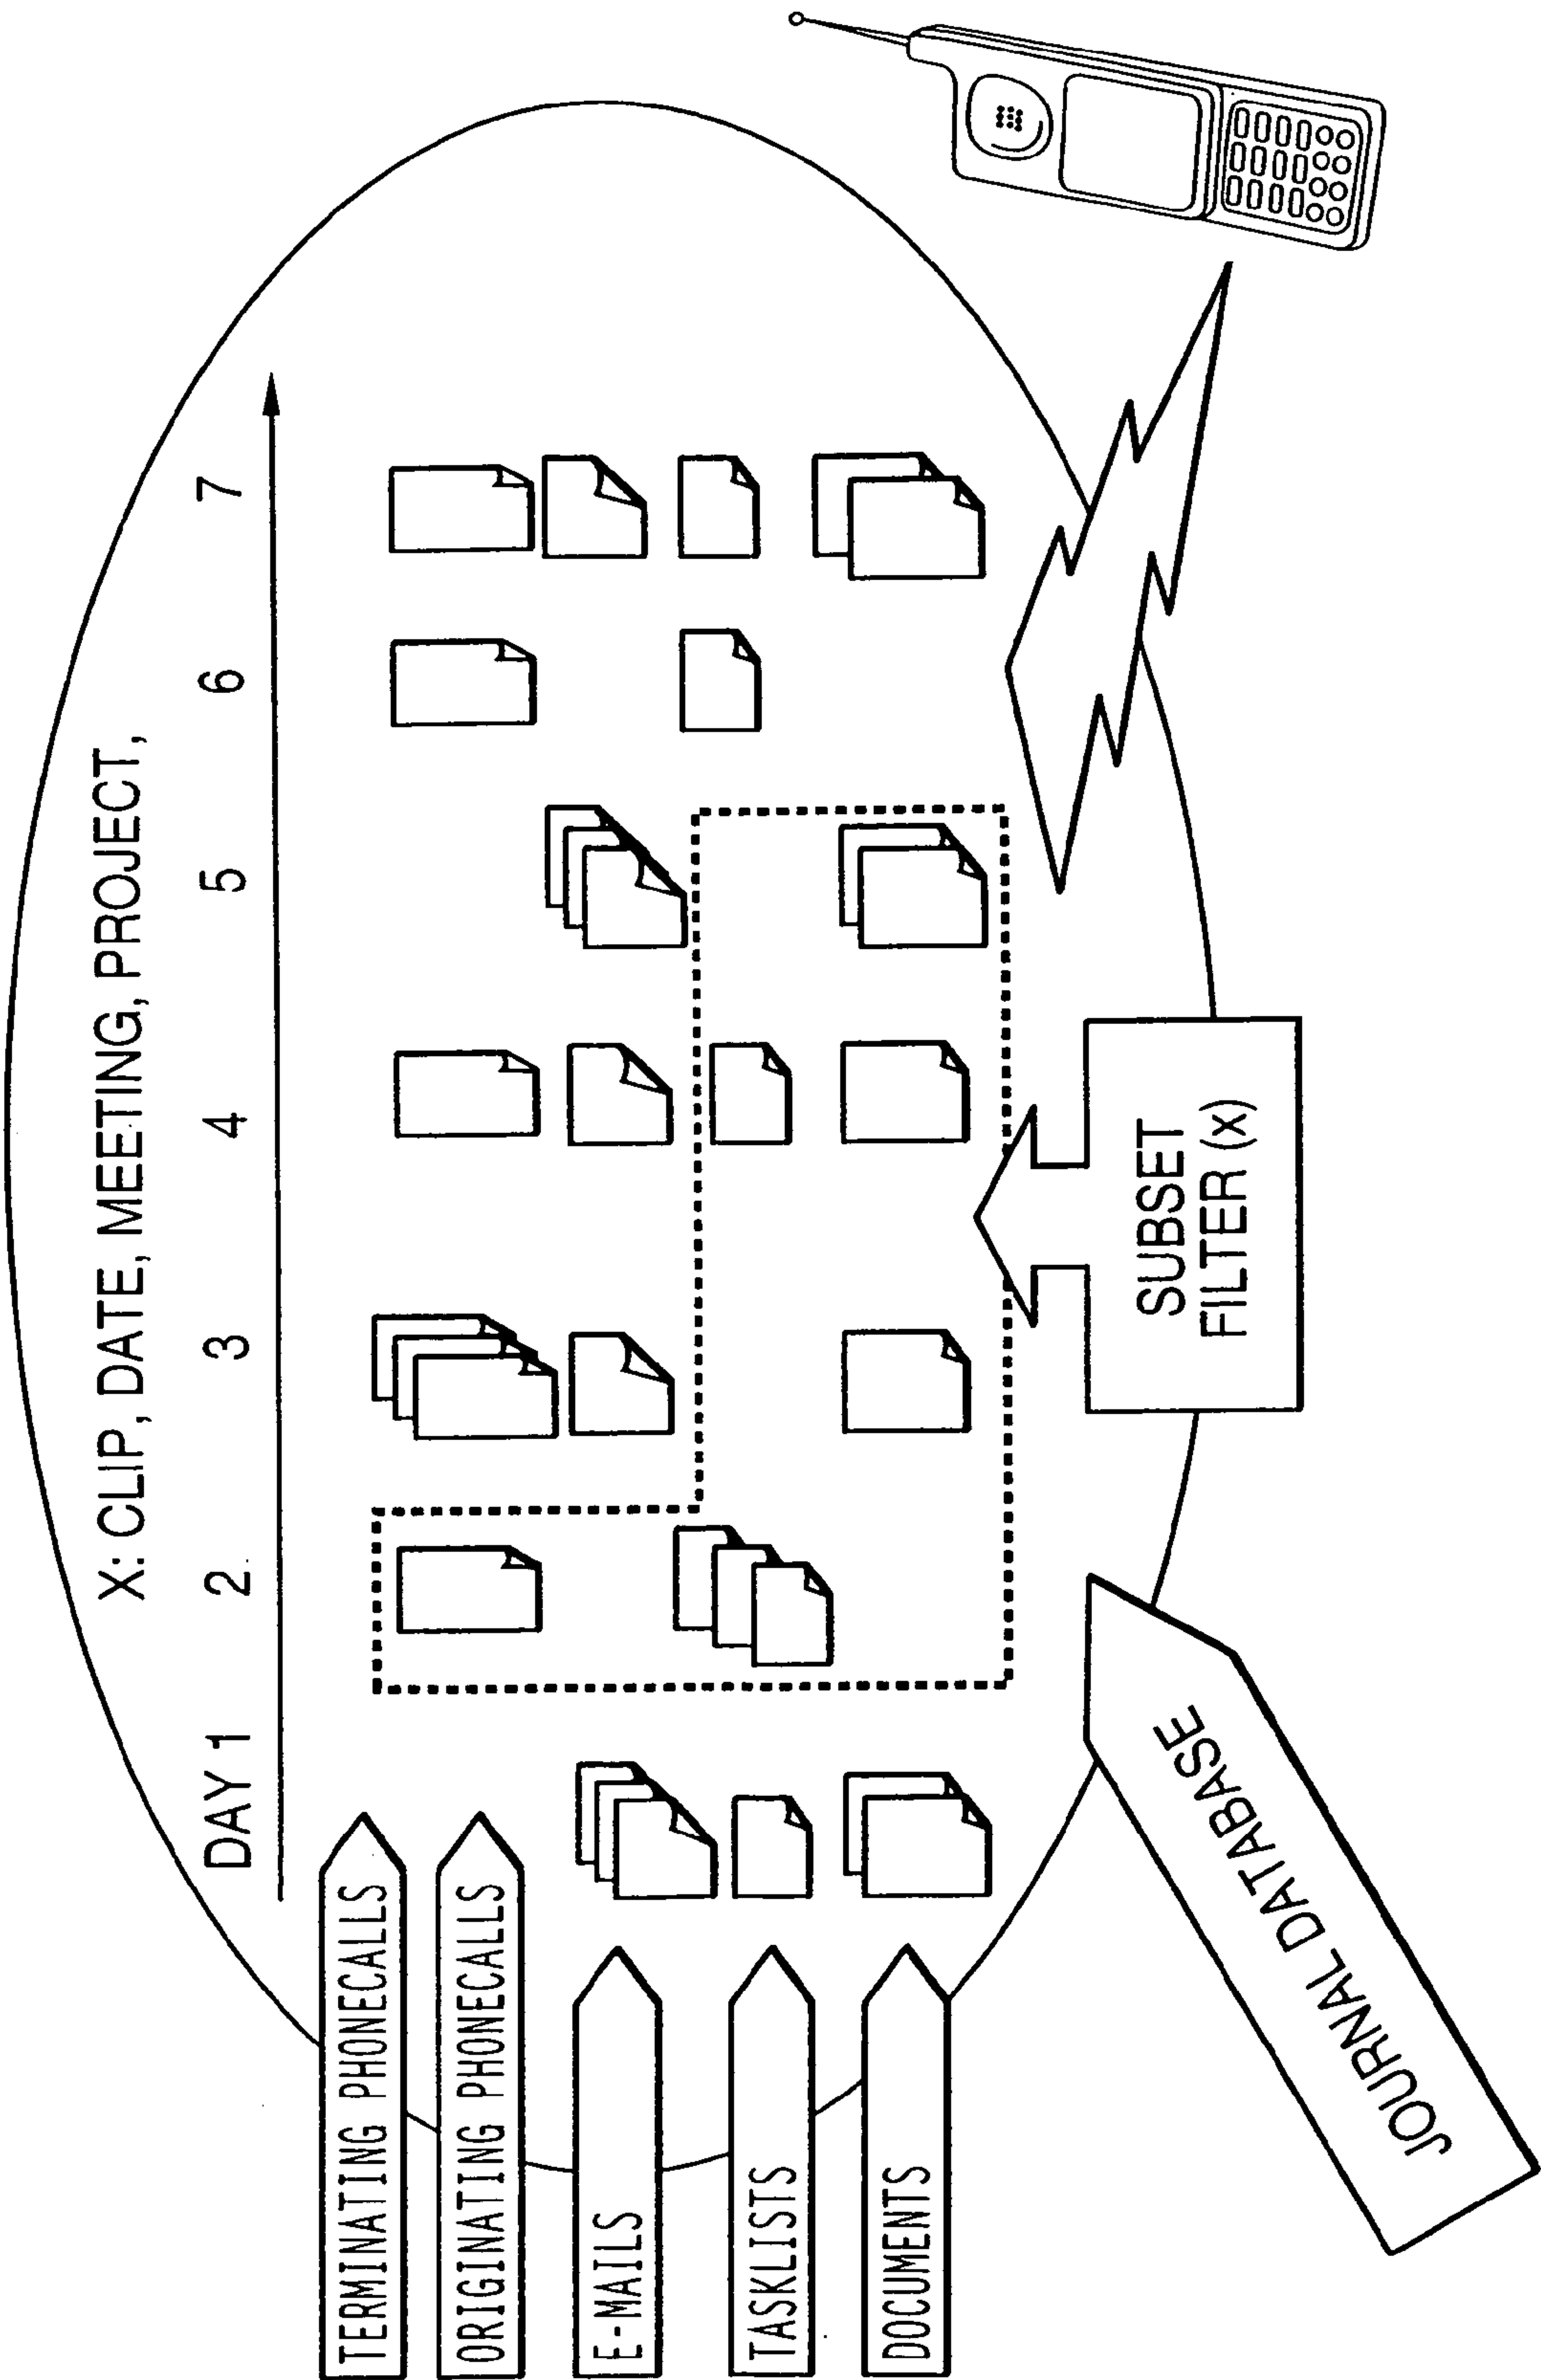 X: CLIP, DATE, MEETING, PROJECT,
DAY 1 2 3 4 5 6 7
TERMINATING PHONECALLS
ORIGINATING PHONECALLS
E-MAILS
TASKLISTS
DOCUMENTS
SUBSET
FILTER (x)
JOURNAL DATABASE